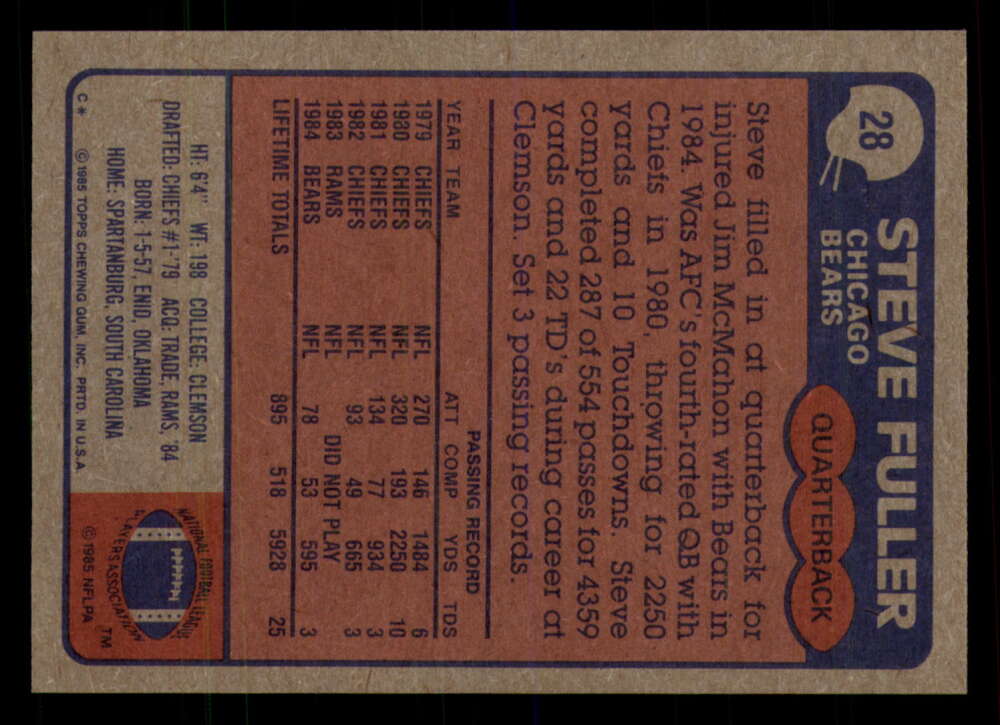 28
STEVE FULLER
CHICAGO
BEARS
QUARTERBACK
Steve filled in at quarterback for
injured Jim McMahon with Bears in
1984. Was AFC's fourth-rated QB with
Chiefs in 1980, throwing for 2250
yards and 10 Touchdowns. Steve
completed 287 of 554 passes for 4359
yards and 22 TD's during career at
Clemson. Set 3 passing records.
PASSING RECORD
YEAR TEAM ATT COMP YDS TDS
1979 CHIEFS NFL 270 146 1484 6
1980 CHIEFS NFL 320 193 2250 10
1981 CHIEFS NFL 134 77 934 3
1982 CHIEFS NFL 93 49 665 3
1983 RAMS NFL DID NOT PLAY
1984 BEARS NFL 78 53 595 3
LIFETIME TOTALS 895 518 5928 25
HT: 6'4" WT: 198 COLLEGE: CLEMSON
DRAFTED: CHIEFS #1-'79 ACQ: TRADE, RAMS, '84
BORN: 1-5-57, ENID, OKLAHOMA
HOME: SPARTANBURG, SOUTH CAROLINA
C* © 1985 TOPPS CHEWING GUM, INC. PRTD. IN U.S.A.
NATIONAL FOOTBALL LEAGUE
PLAYERS ASSOCIATION
TM
© 1985 NFLPA